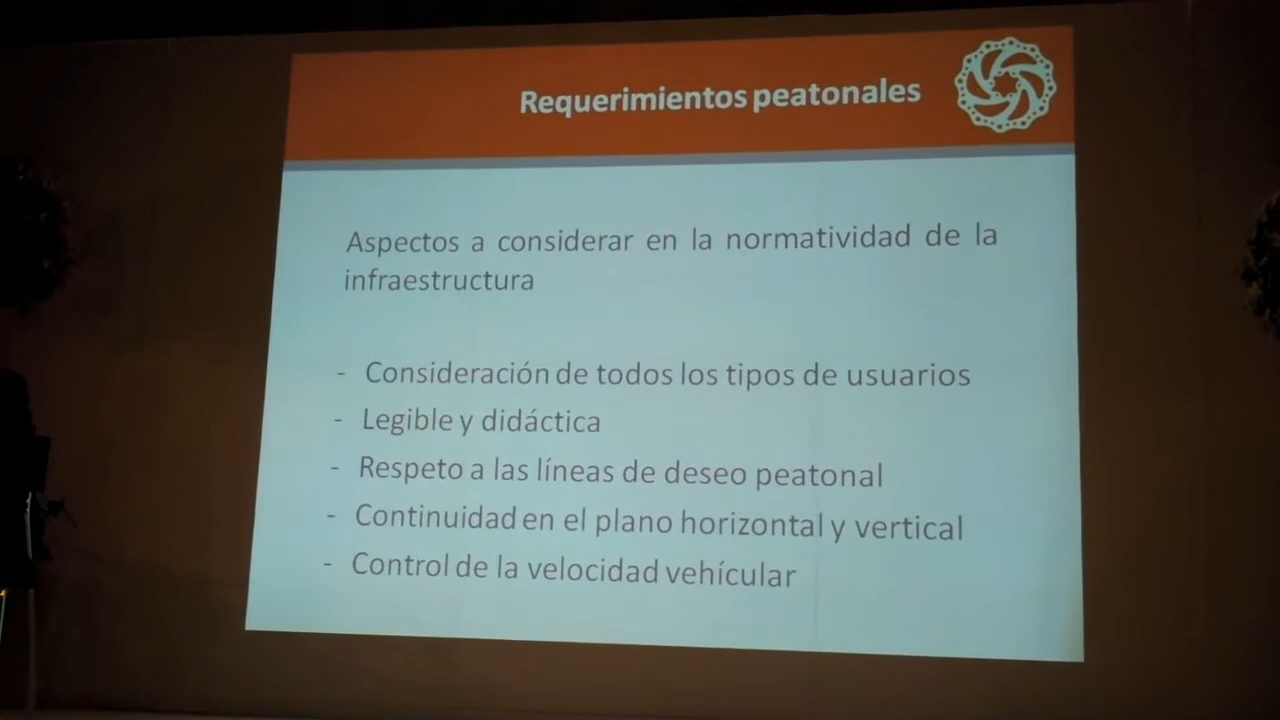 Requerimientos peatonales
Aspectos a considerar en la normatividad de la
infraestructura
- Consideración de todos los tipos de usuarios
- Legible y didáctica
- Respeto a las líneas de deseo peatonal
- Continuidad en el plano horizontal y vertical
- Control de la velocidad vehícular